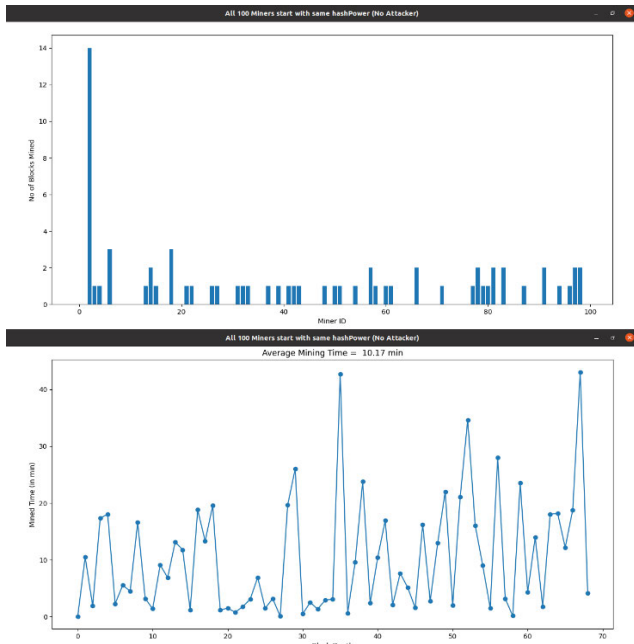 All 100 Miners start with same hashPower (No Attacker)
14
12
10
8
6
4
2
0
No of Blocks Mined
0 20 40 60 80 100
Miner ID
All 100 Miners start with same hashPower (No Attacker)
Average Mining Time = 10.17 min
40
30
20
10
0
Mined Time (in min)
0 10 20 30 40 50 60 70